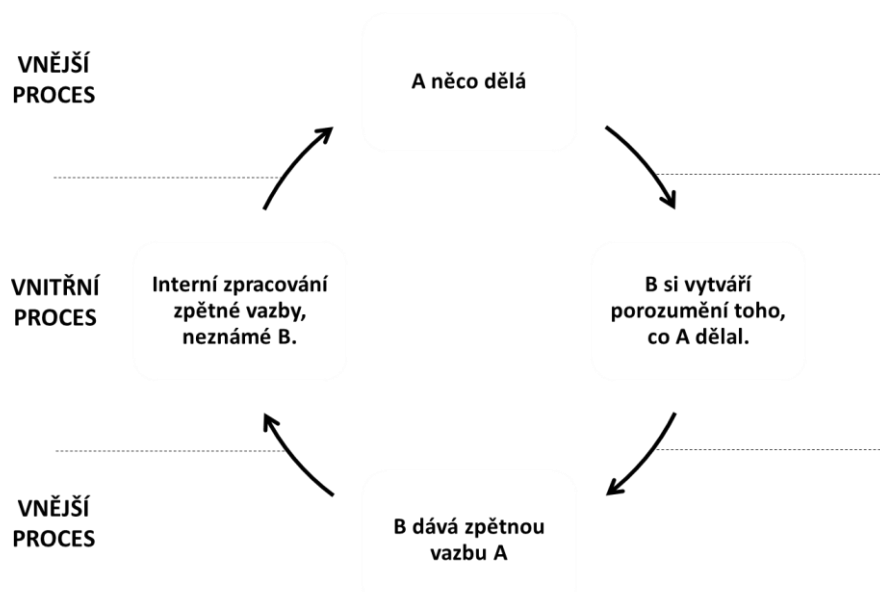 VNĚJŠÍ
PROCES
A něco dělá
VNITŘNÍ
PROCES
Interní zpracování
zpětné vazby,
neznámé B.
B si vytváří
porozumění toho,
co A dělal.
VNĚJŠÍ
PROCES
B dává zpětnou
vazbu A